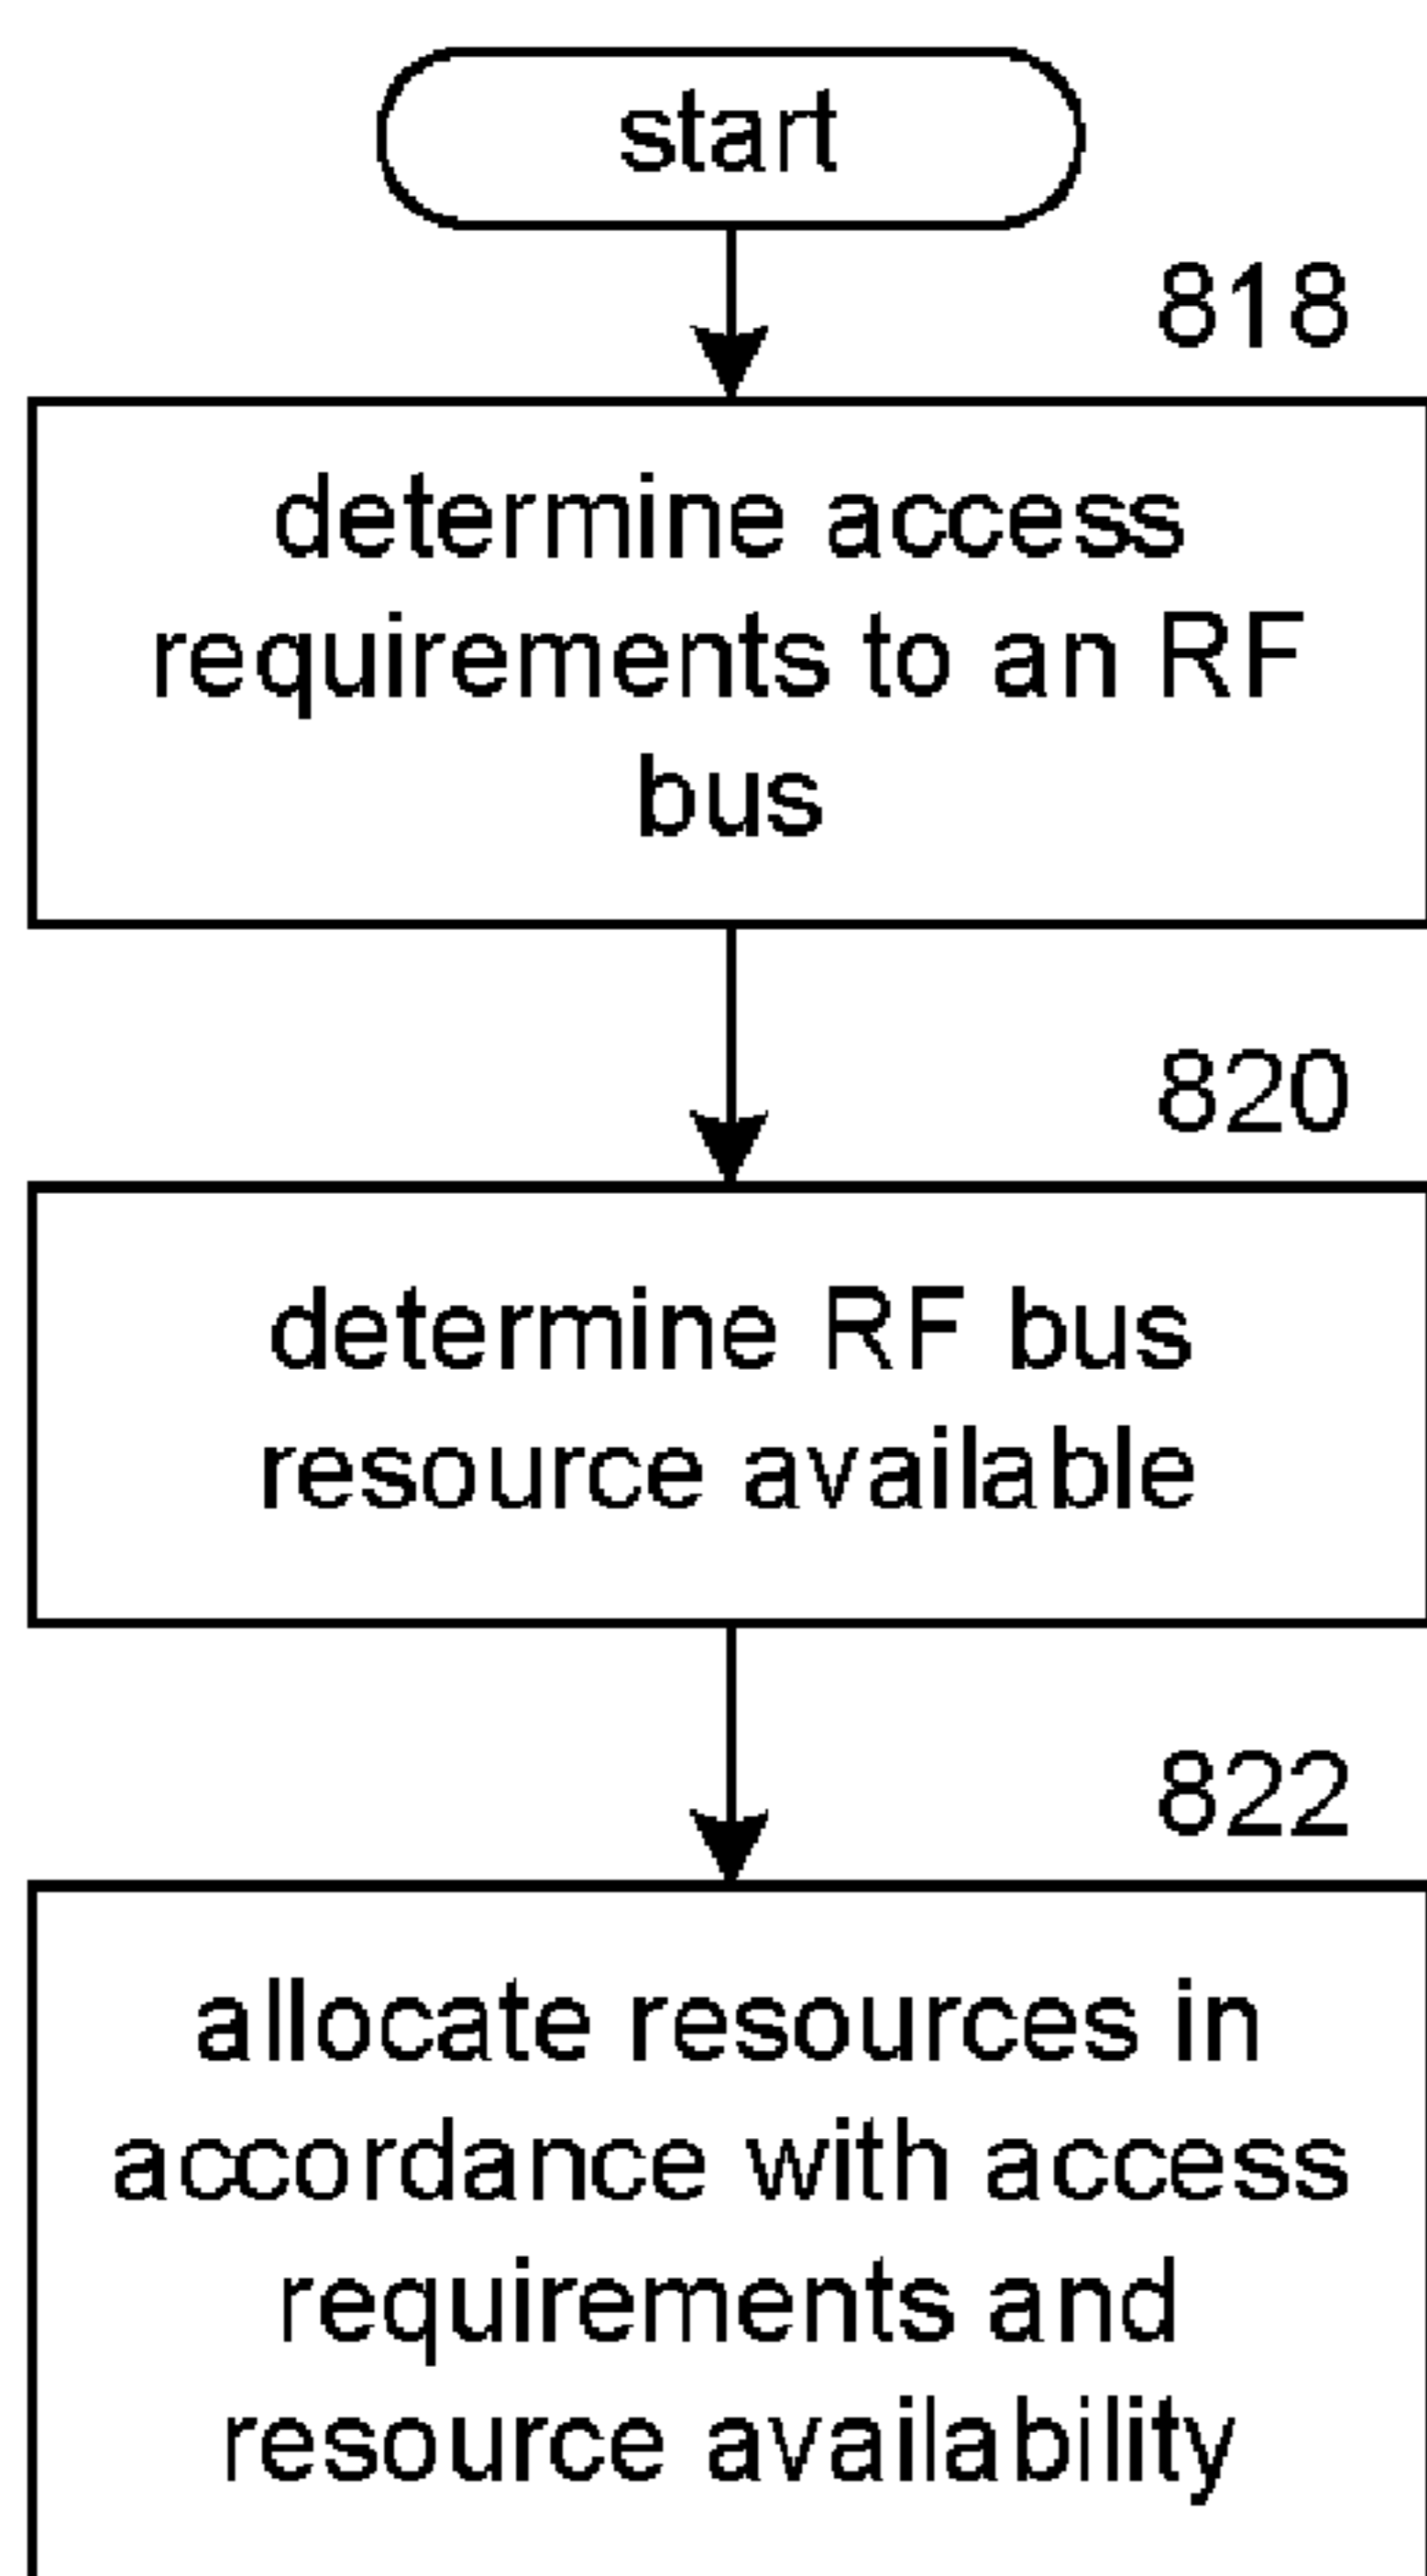 start
818
determine access
requirements to an RF
bus
820
determine RF bus
resource available
822
allocate resources in
accordance with access
requirements and
resource availability